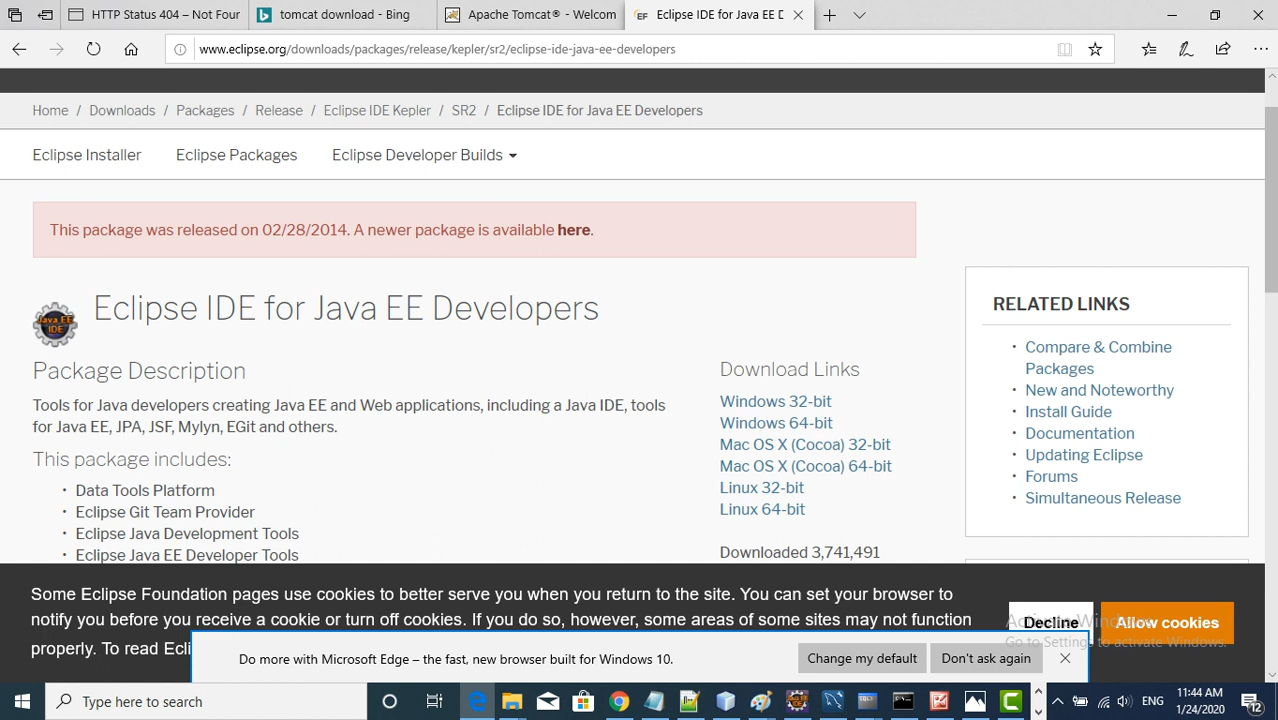 HTTP Status 404 – Not Four
tomcat download - Bing
Apache Tomcat® - Welcom
Eclipse IDE for Java EE D
www.eclipse.org/downloads/packages/release/kepler/sr2/eclipse-ide-java-ee-developers
Home / Downloads / Packages / Release / Eclipse IDE Kepler / SR2 / Eclipse IDE for Java EE Developers
Eclipse Installer Eclipse Packages Eclipse Developer Builds
This package was released on 02/28/2014. A newer package is available here.
Java EE
IDE
Eclipse IDE for Java EE Developers
Package Description
Tools for Java developers creating Java EE and Web applications, including a Java IDE, tools
for Java EE, JPA, JSF, Mylyn, EGit and others.
This package includes:
• Data Tools Platform
• Eclipse Git Team Provider
• Eclipse Java Development Tools
• Eclipse Java EE Developer Tools
Download Links
Windows 32-bit
Windows 64-bit
Mac OS X (Cocoa) 32-bit
Mac OS X (Cocoa) 64-bit
Linux 32-bit
Linux 64-bit
Downloaded 3,741,491
RELATED LINKS
• Compare & Combine
Packages
• New and Noteworthy
• Install Guide
• Documentation
• Updating Eclipse
• Forums
• Simultaneous Release
Some Eclipse Foundation pages use cookies to better serve you when you return to the site. You can set your browser to
notify you before you receive a cookie or turn off cookies. If you do so, however, some areas of some sites may not function
properly. To read Ecli
Decline
Allow cookies
Activate Windows
Go to Settings to activate Windows.
Do more with Microsoft Edge – the fast, new browser built for Windows 10.
Change my default
Don't ask again
Type here to search
ENG
11:44 AM
1/24/2020
12